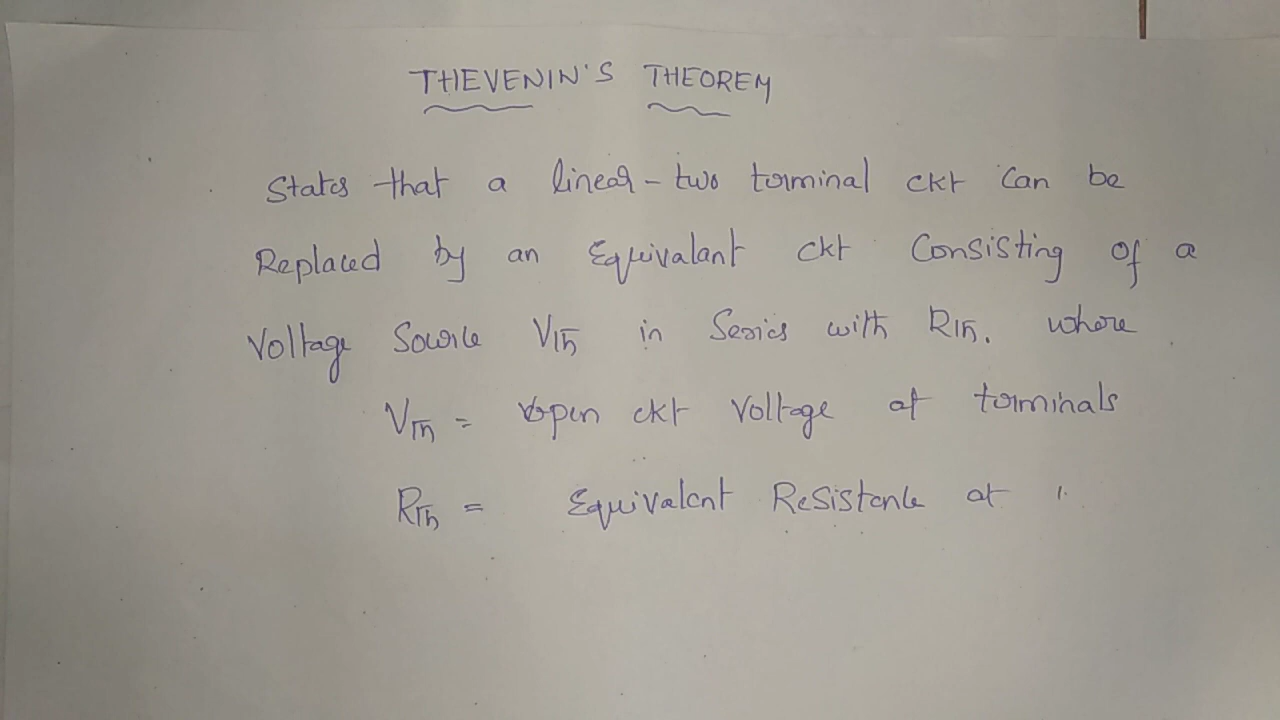 THEVENIN'S THEOREM
States that a linear-two terminal ckt can be
Replaced by an Equivalant ckt Consisting of a
Voltage Source VTh in Series with RTh. where
VTh = open ckt Voltage at terminals
RTh = Equivalent Resistance at